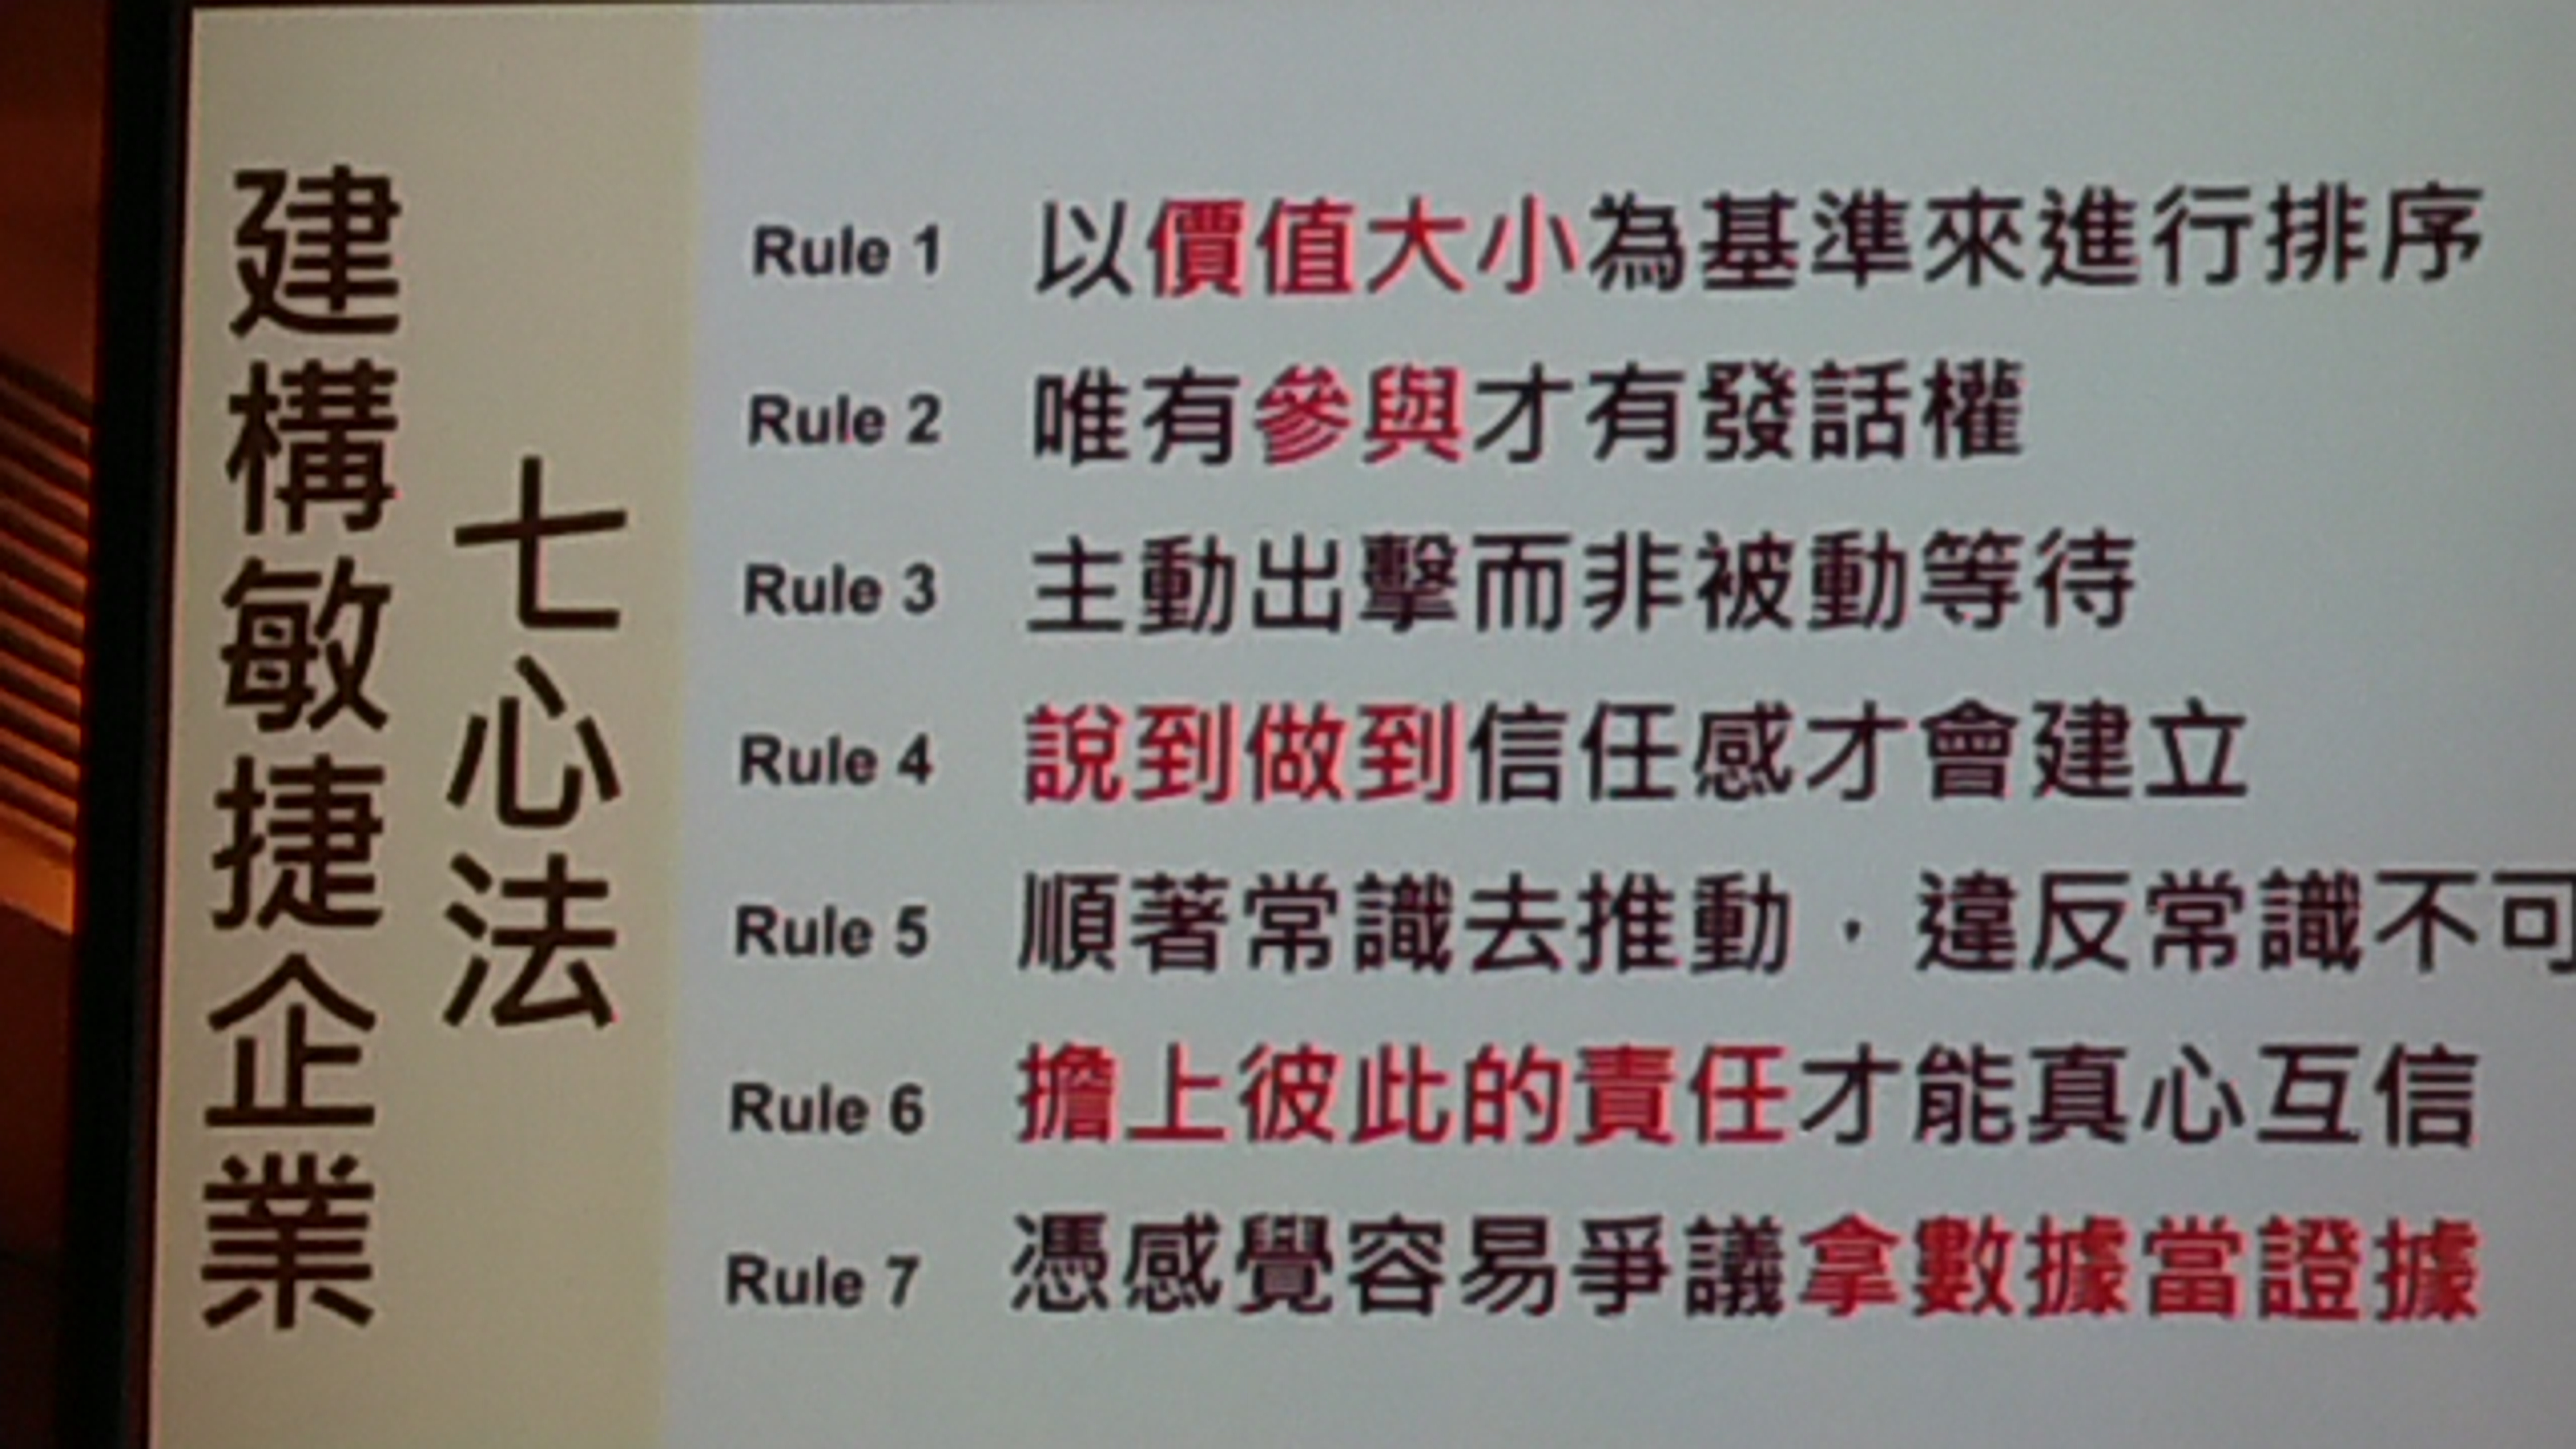 建構敏捷企業
七心法
Rule 1 以價值大小為基準來進行排序
Rule 2 唯有參與才有發話權
Rule 3 主動出擊而非被動等待
Rule 4 說到做到信任感才會建立
Rule 5 順著常識去推動，違反常識不可
Rule 6 擔上彼此的責任才能真心互信
Rule 7 憑感覺容易爭議拿數據當證據